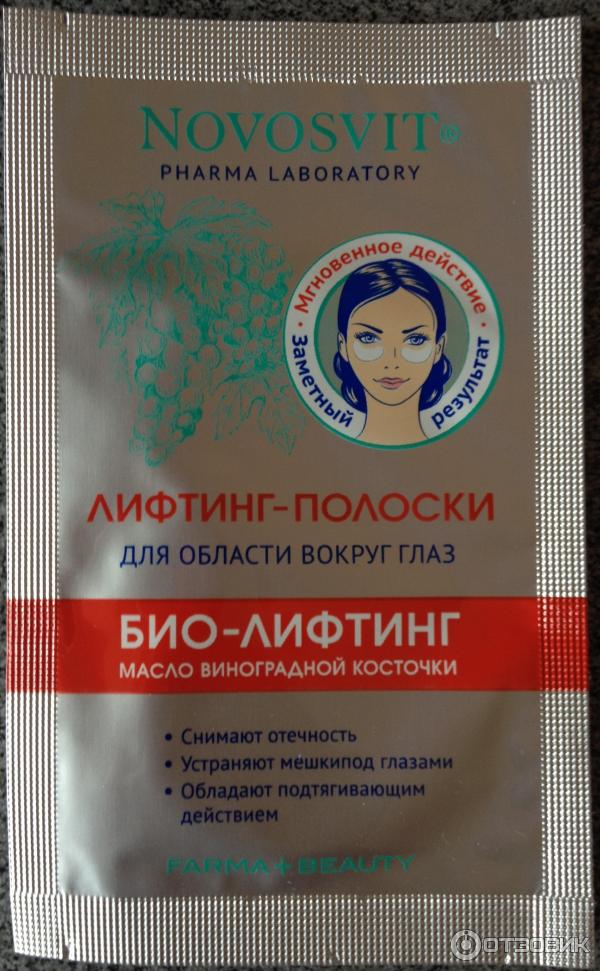 NOVOSVIT®
PHARMA LABORATORY
• Мгновенное действие •
Заметный результат
ЛИФТИНГ-ПОЛОСКИ
ДЛЯ ОБЛАСТИ ВОКРУГ ГЛАЗ
БИО-ЛИФТИНГ
МАСЛО ВИНОГРАДНОЙ КОСТОЧКИ
• Снимают отечность
• Устраняют мешкипод глазами
• Обладают подтягивающим
действием
FARMA+BEAUTY
ОТЗОВИК